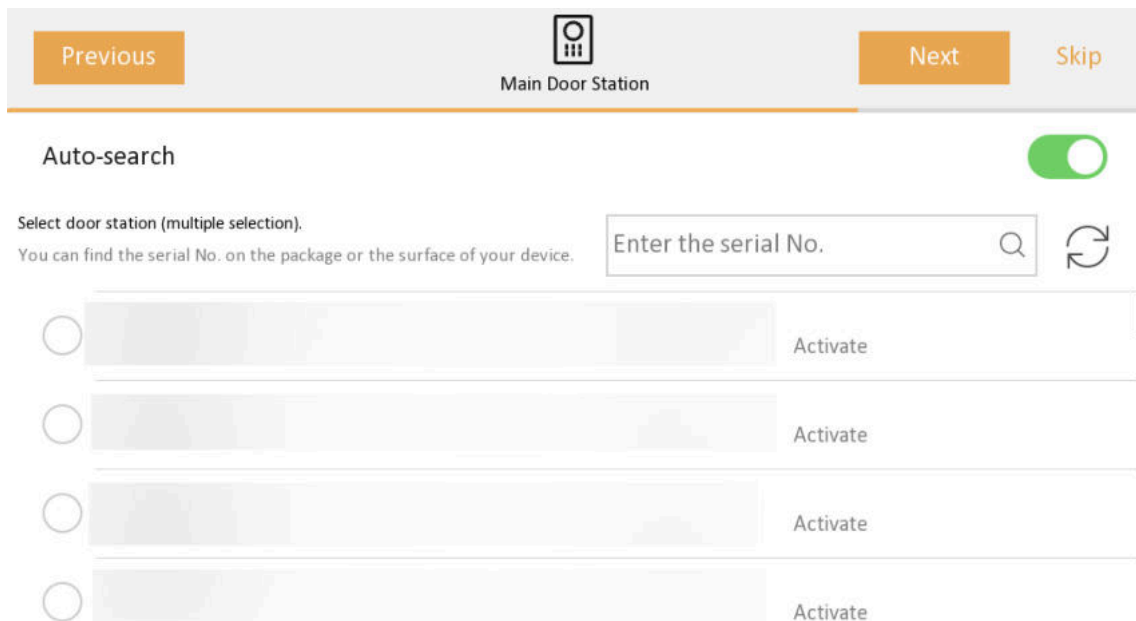 Previous
Main Door Station
Next
Skip
Auto-search
Select door station (multiple selection).
You can find the serial No. on the package or the surface of your device.
Enter the serial No.
Activate
Activate
Activate
Activate